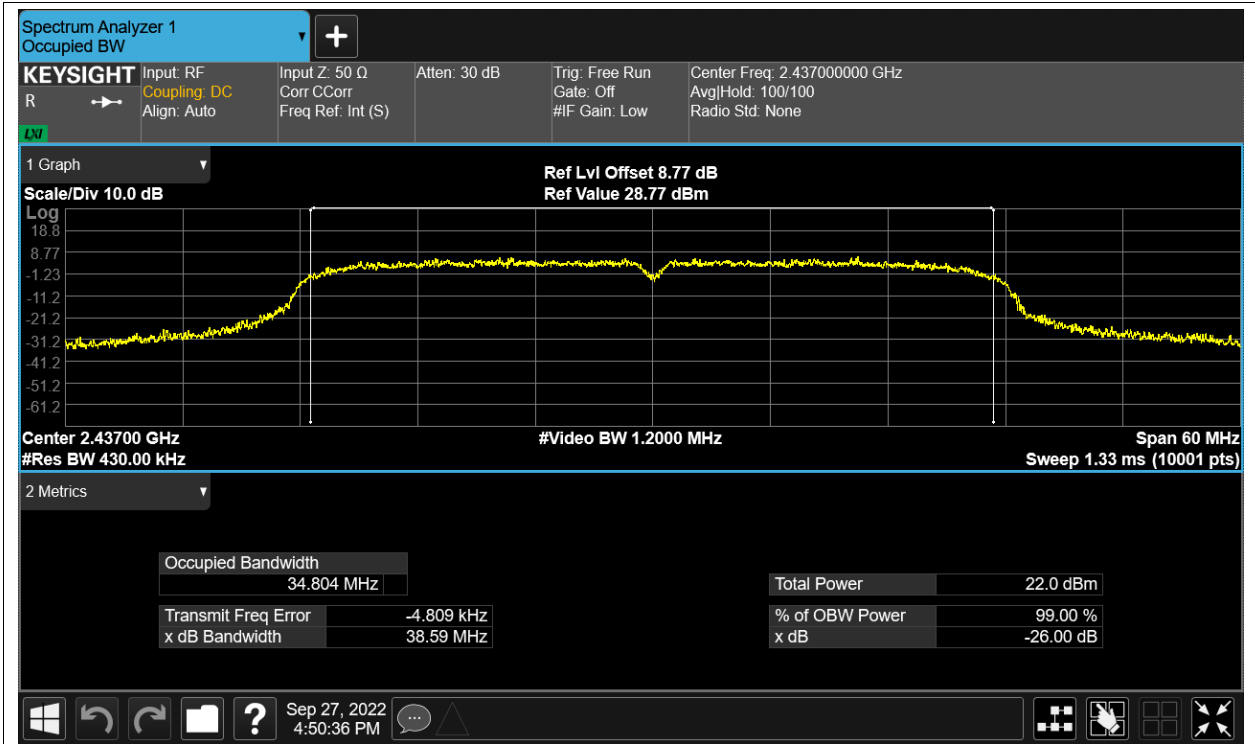 Spectrum Analyzer 1
Occupied BW
KEYSIGHT
R
LXI
Input: RF
Coupling: DC
Align: Auto
Input Z: 50 Ω
Corr CCorr
Freq Ref: Int (S)
Atten: 30 dB
Trig: Free Run
Gate: Off
#IF Gain: Low
Center Freq: 2.437000000 GHz
Avg|Hold: 100/100
Radio Std: None
1 Graph
Scale/Div 10.0 dB
Ref Lvl Offset 8.77 dB
Ref Value 28.77 dBm
Log
18.8
8.77
-1.23
-11.2
-21.2
-31.2
-41.2
-51.2
-61.2
Center 2.43700 GHz
#Res BW 430.00 kHz
#Video BW 1.2000 MHz
Span 60 MHz
Sweep 1.33 ms (10001 pts)
2 Metrics
Occupied Bandwidth
34.804 MHz
Transmit Freq Error -4.809 kHz
x dB Bandwidth 38.59 MHz
Total Power 22.0 dBm
% of OBW Power 99.00 %
x dB -26.00 dB
?
Sep 27, 2022
4:50:36 PM